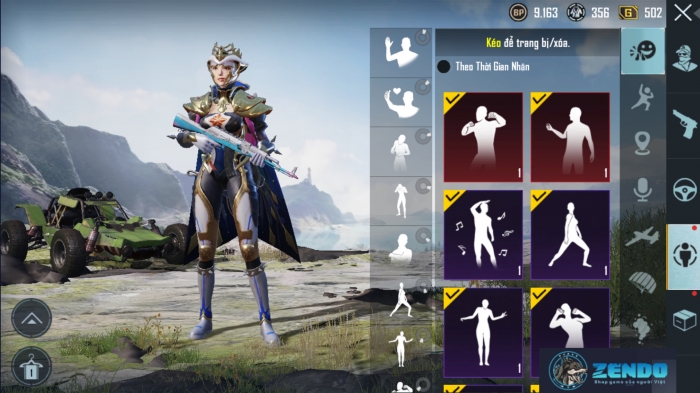 BP 9.163 356 G 502
Kéo để trang bị/xóa.
Theo Thời Gian Nhận
1
1
1
1
1
ZENDO
Shop game của người Việt